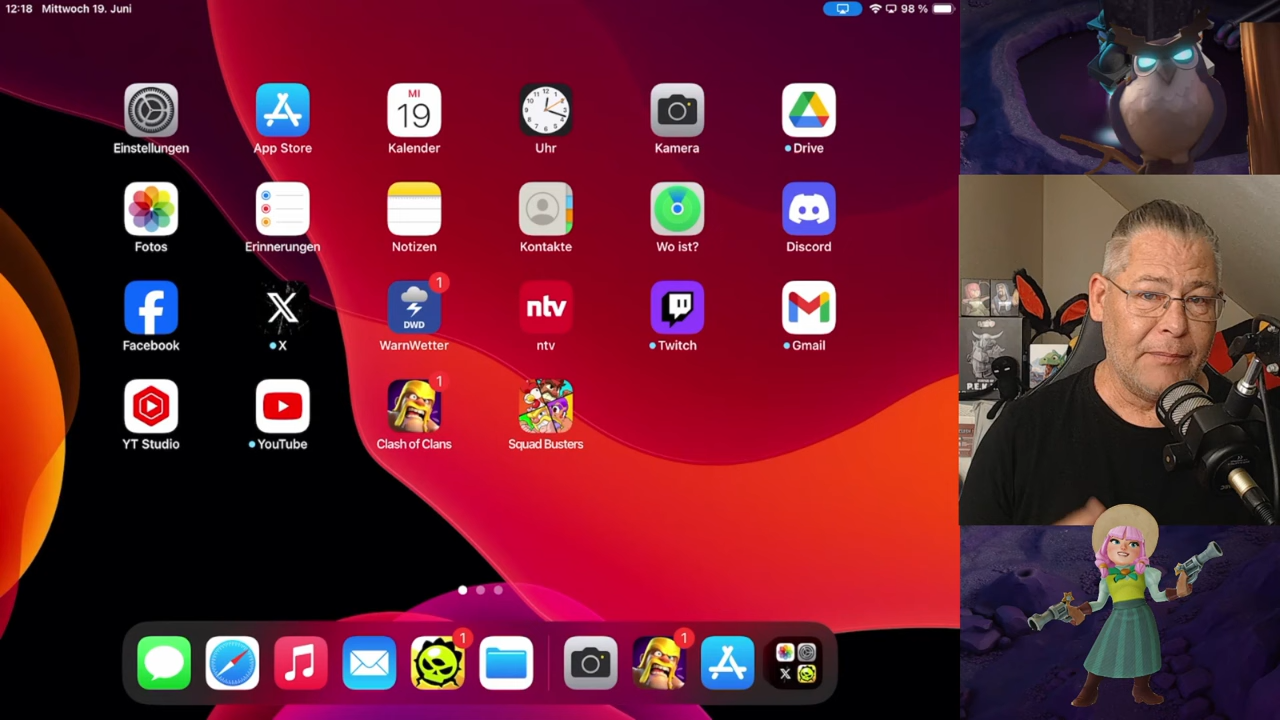 12:18 Mittwoch 19. Juni
98 %
MI
19
12
Einstellungen
App Store
Kalender
Uhr
Kamera
Drive
Fotos
Erinnerungen
Notizen
Kontakte
Wo ist?
Discord
1
DWD
ntv
Facebook
X
WarnWetter
ntv
Twitch
Gmail
1
YT Studio
YouTube
Clash of Clans
Squad Busters
1
1
P.E.K.K